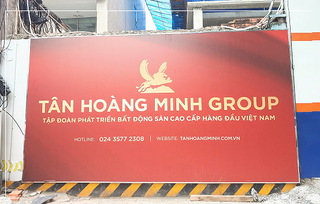 TÂN HOÀNG MINH GROUP
TẬP ĐOÀN PHÁT TRIỂN BẤT ĐỘNG SẢN CAO CẤP HÀNG ĐẦU VIỆT NAM
HOTLINE: 024 3577 2308 | WEBSITE: TANHOANGMINH.COM.VN